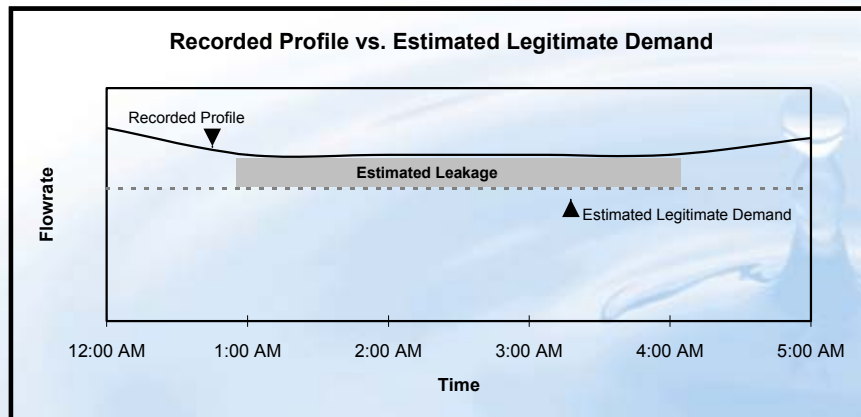 Recorded Profile vs. Estimated Legitimate Demand
Recorded Profile
Estimated Leakage
Estimated Legitimate Demand
Flowrate
12:00 AM 1:00 AM 2:00 AM 3:00 AM 4:00 AM 5:00 AM
Time